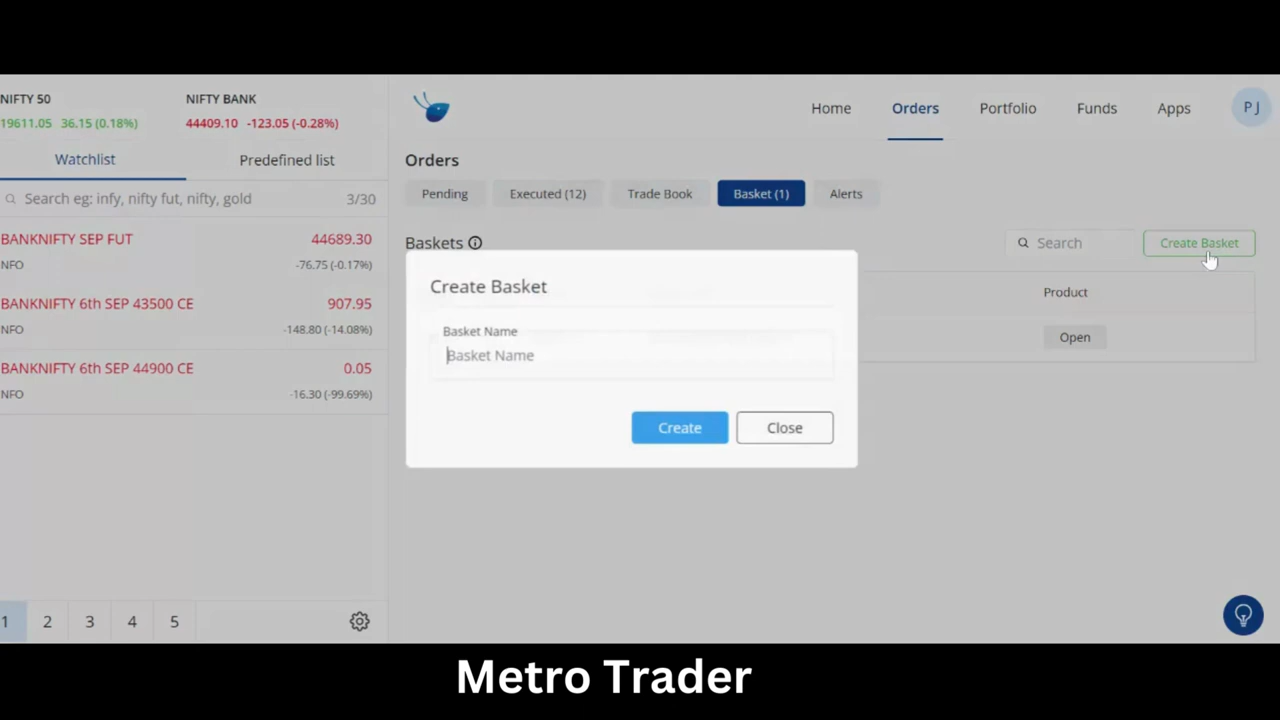 NIFTY 50
NIFTY BANK
19611.05 36.15 (0.18%)
44409.10 -123.05 (-0.28%)
Watchlist
Predefined list
Search eg: infy, nifty fut, nifty, gold
3/30
BANKNIFTY SEP FUT
44689.30
NFO
-76.75 (-0.17%)
BANKNIFTY 6th SEP 43500 CE
907.95
NFO
-148.80 (-14.08%)
BANKNIFTY 6th SEP 44900 CE
0.05
NFO
-16.30 (-99.69%)
1 2 3 4 5
Home Orders Portfolio Funds Apps P J
Orders
Pending Executed (12) Trade Book Basket (1) Alerts
Baskets
Search
Create Basket
Product
Open
Create Basket
Basket Name
Basket Name
Create Close
Metro Trader